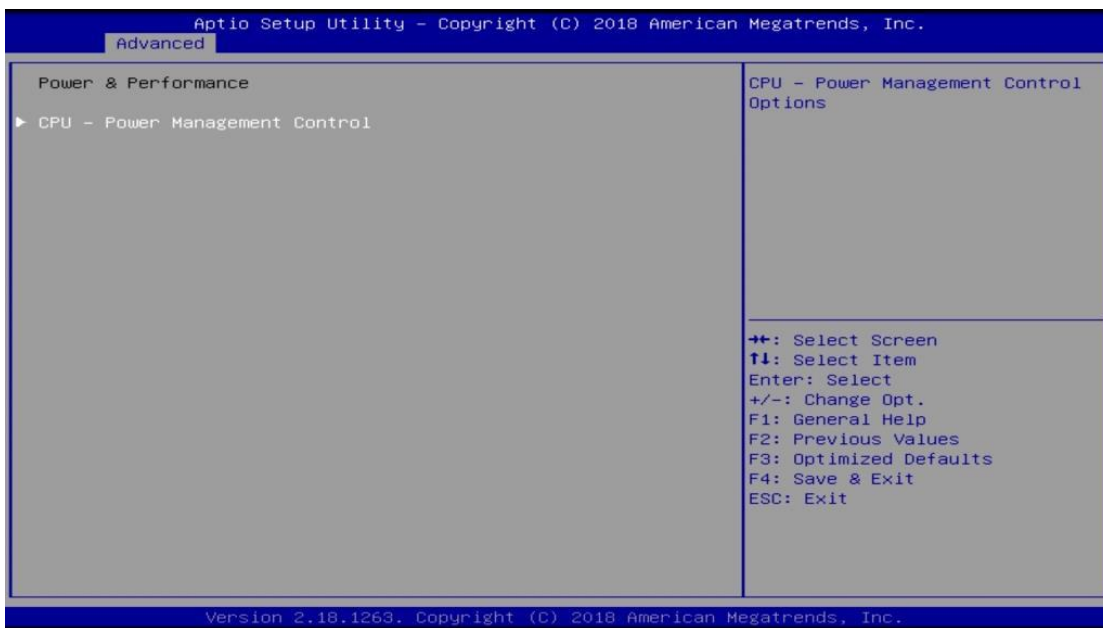 Aptio Setup Utility – Copyright (C) 2018 American Megatrends, Inc.
Advanced
Power & Performance
▶ CPU – Power Management Control
CPU – Power Management Control
Options
→←: Select Screen
↑↓: Select Item
Enter: Select
+/-: Change Opt.
F1: General Help
F2: Previous Values
F3: Optimized Defaults
F4: Save & Exit
ESC: Exit
Version 2.18.1263. Copyright (C) 2018 American Megatrends, Inc.